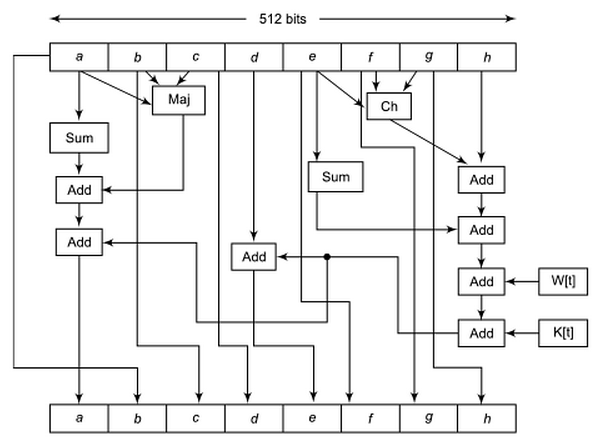 512 bits
a b c d e f g h
Maj
Ch
Sum
Sum
Add
Add
Add
Add
Add
Add W[t]
Add K[t]
a b c d e f g h